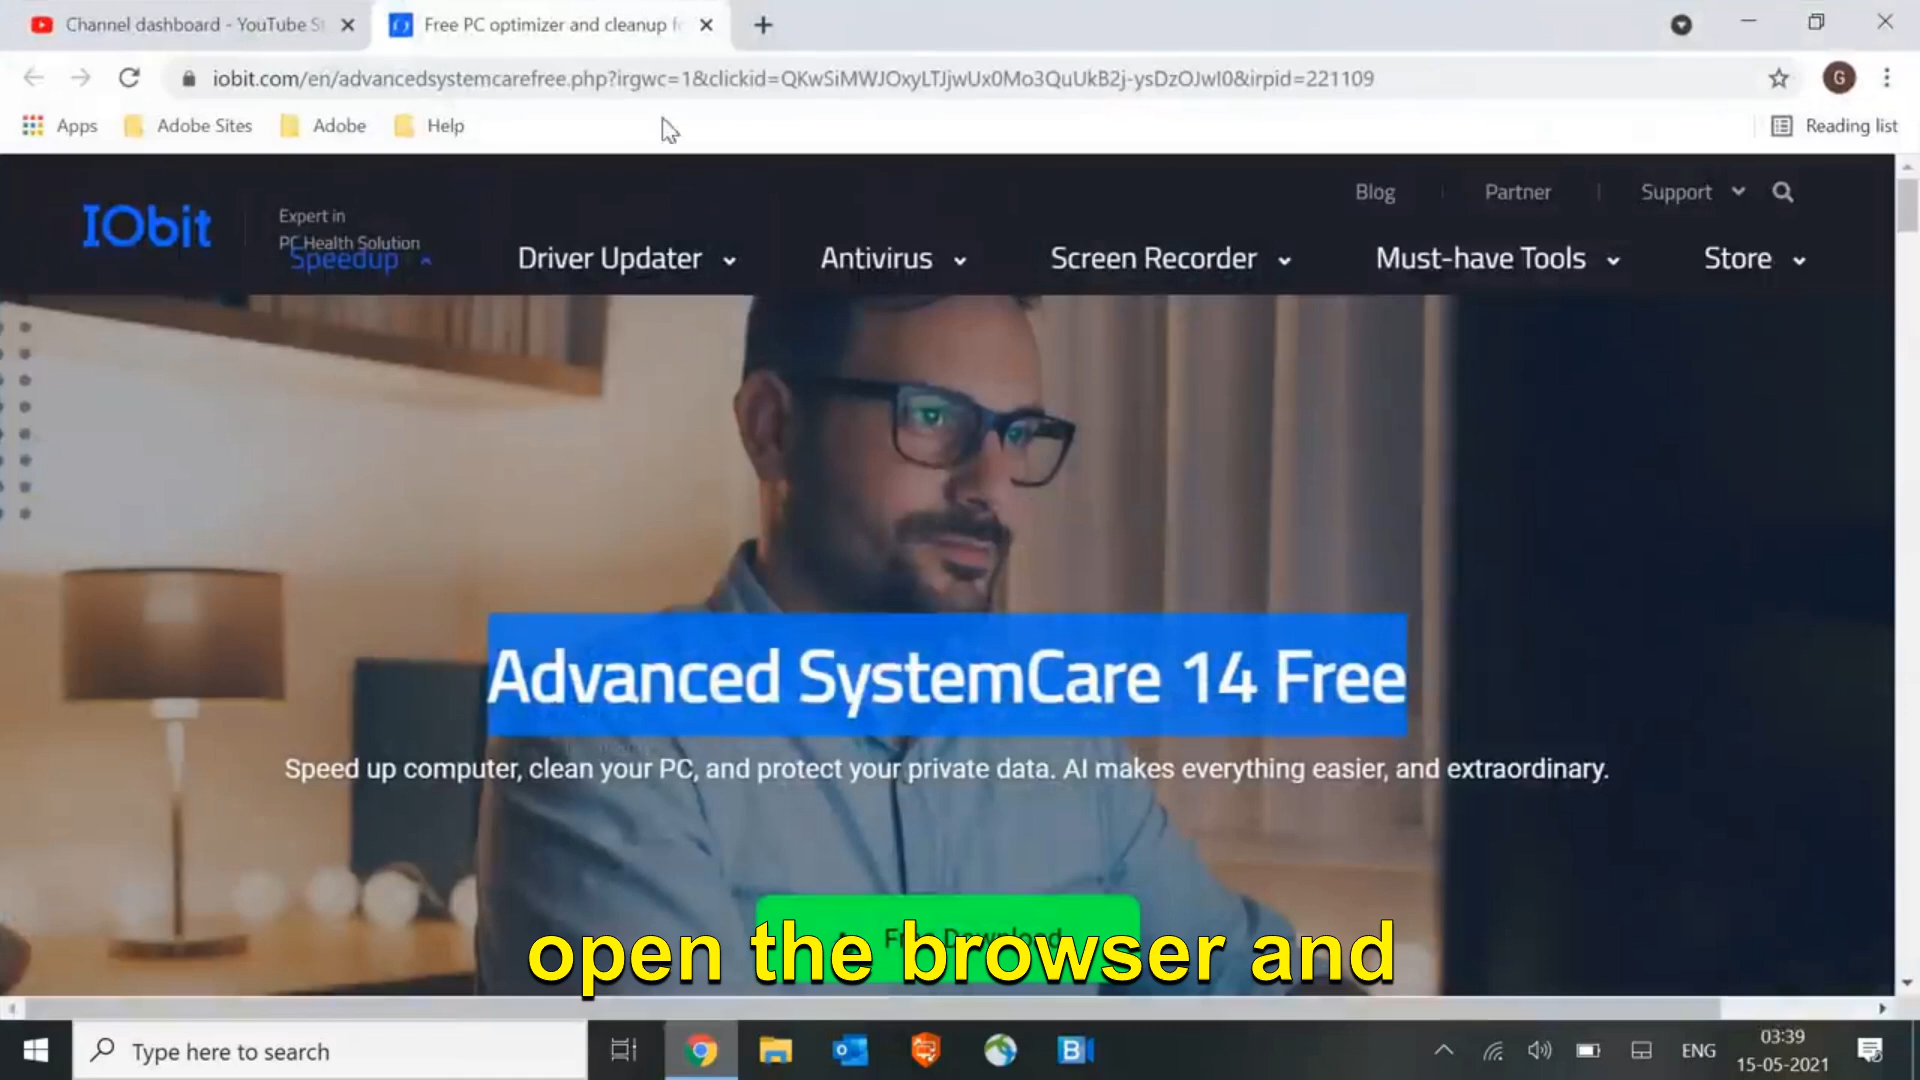 Channel dashboard - YouTube St
Free PC optimizer and cleanup f
iobit.com/en/advancedsystemcarefree.php?irgwc=1&clickid=QKwSiMWJOxyLTJjwUx0Mo3QuUkB2j-ysDzOJwI0&irpid=221109
G
Apps
Adobe Sites
Adobe
Help
Reading list
Blog
Partner
Support
IObit
Expert in
PC Health Solution
Speedup
Driver Updater
Antivirus
Screen Recorder
Must-have Tools
Store
Advanced SystemCare 14 Free
Speed up computer, clean your PC, and protect your private data. AI makes everything easier, and extraordinary.
Free Download
open the browser and
Type here to search
B
ENG
03:39
15-05-2021